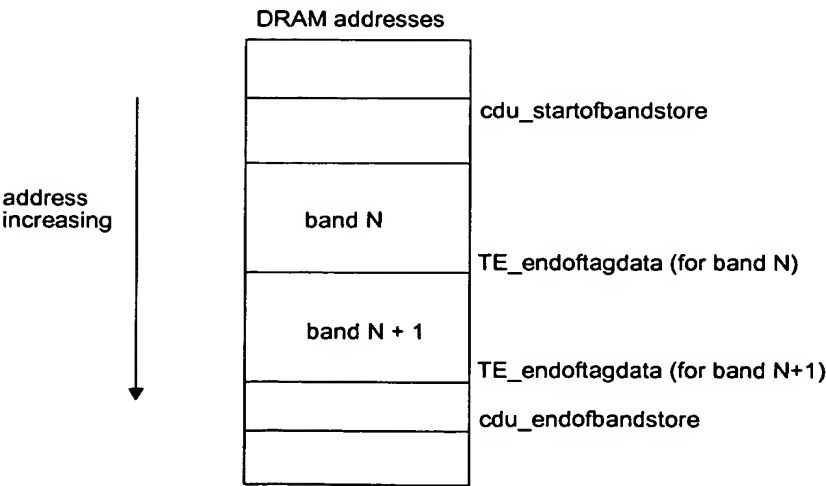 DRAM addresses
cdu_startofbandstore
address
increasing
band N
TE_endoftagdata (for band N)
band N + 1
TE_endoftagdata (for band N+1)
cdu_endofbandstore